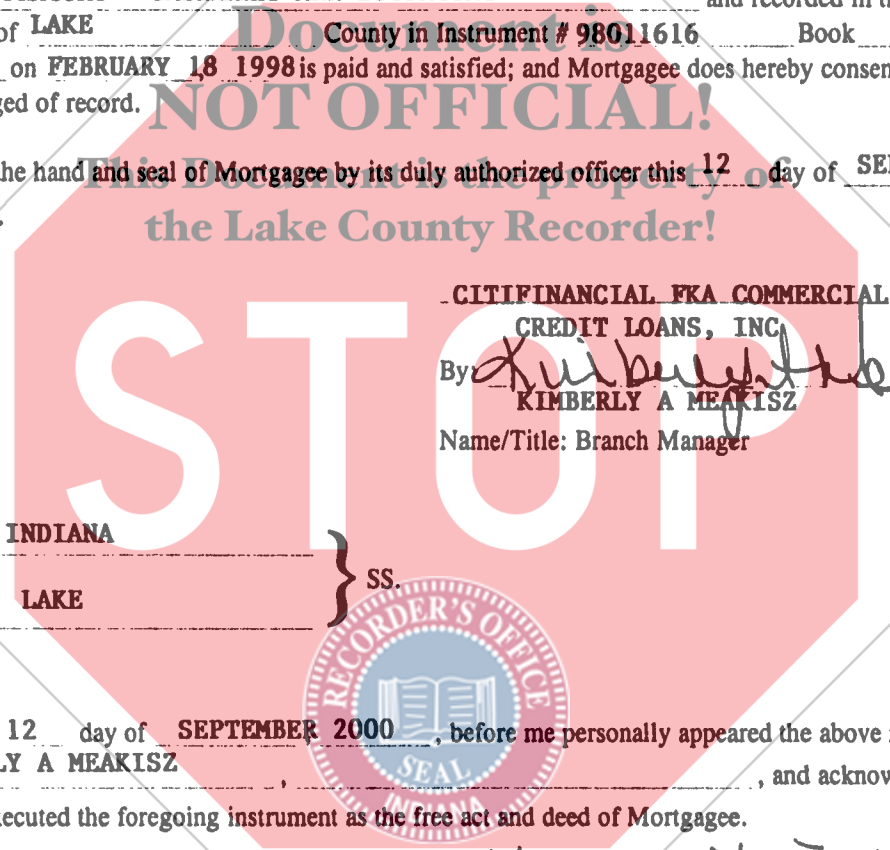 and recorded in
of LAKE County in Instrument # 98011616 Book
on FEBRUARY 18 1998 is paid and satisfied; and Mortgagee does hereby consen
ged of record.
Document is
NOT OFFICIAL!
This Document is the property of
the Lake County Recorder!
he hand and seal of Mortgagee by its duly authorized officer this 12 day of SE
CITIFINANCIAL FKA COMMERCIAL
CREDIT LOANS, INC
By:
KIMBERLY A MEAKISZ
Name/Title: Branch Manager
STOP
INDIANA
LAKE
} SS.
RECORDER'S OFFICE
SEAL
INDIANA
12 day of SEPTEMBER 2000, before me personally appeared the above
LY A MEAKISZ , , and acknow
xecuted the foregoing instrument as the free act and deed of Mortgagee.